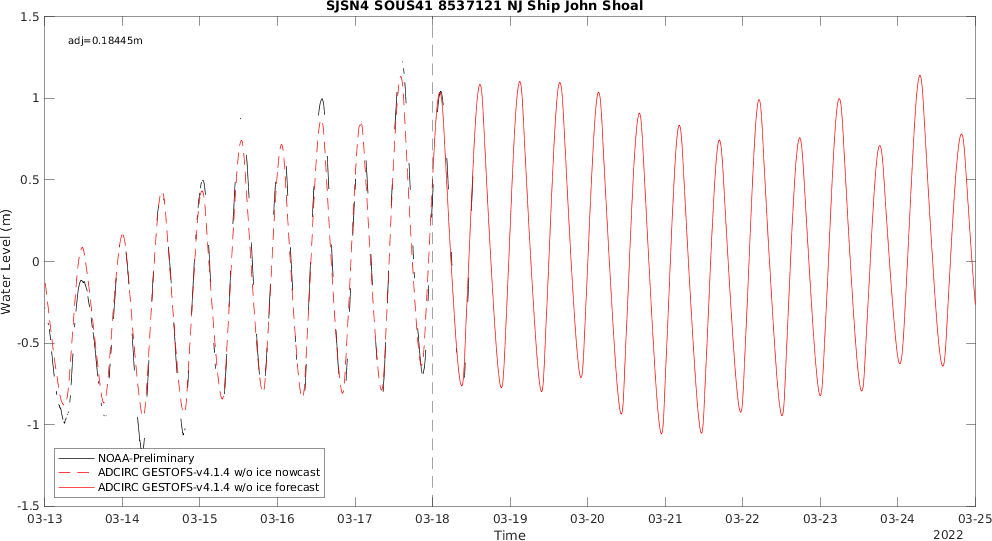 SJSN4 SOUS41 8537121 NJ Ship John Shoal
adj=0.18445m
1.5
1
0.5
0
-0.5
-1
-1.5
Water Level (m)
NOAA-Preliminary
ADCIRC GESTOFS-v4.1.4 w/o ice nowcast
ADCIRC GESTOFS-v4.1.4 w/o ice forecast
03-13 03-14 03-15 03-16 03-17 03-18 03-19 03-20 03-21 03-22 03-23 03-24 03-25
Time
2022